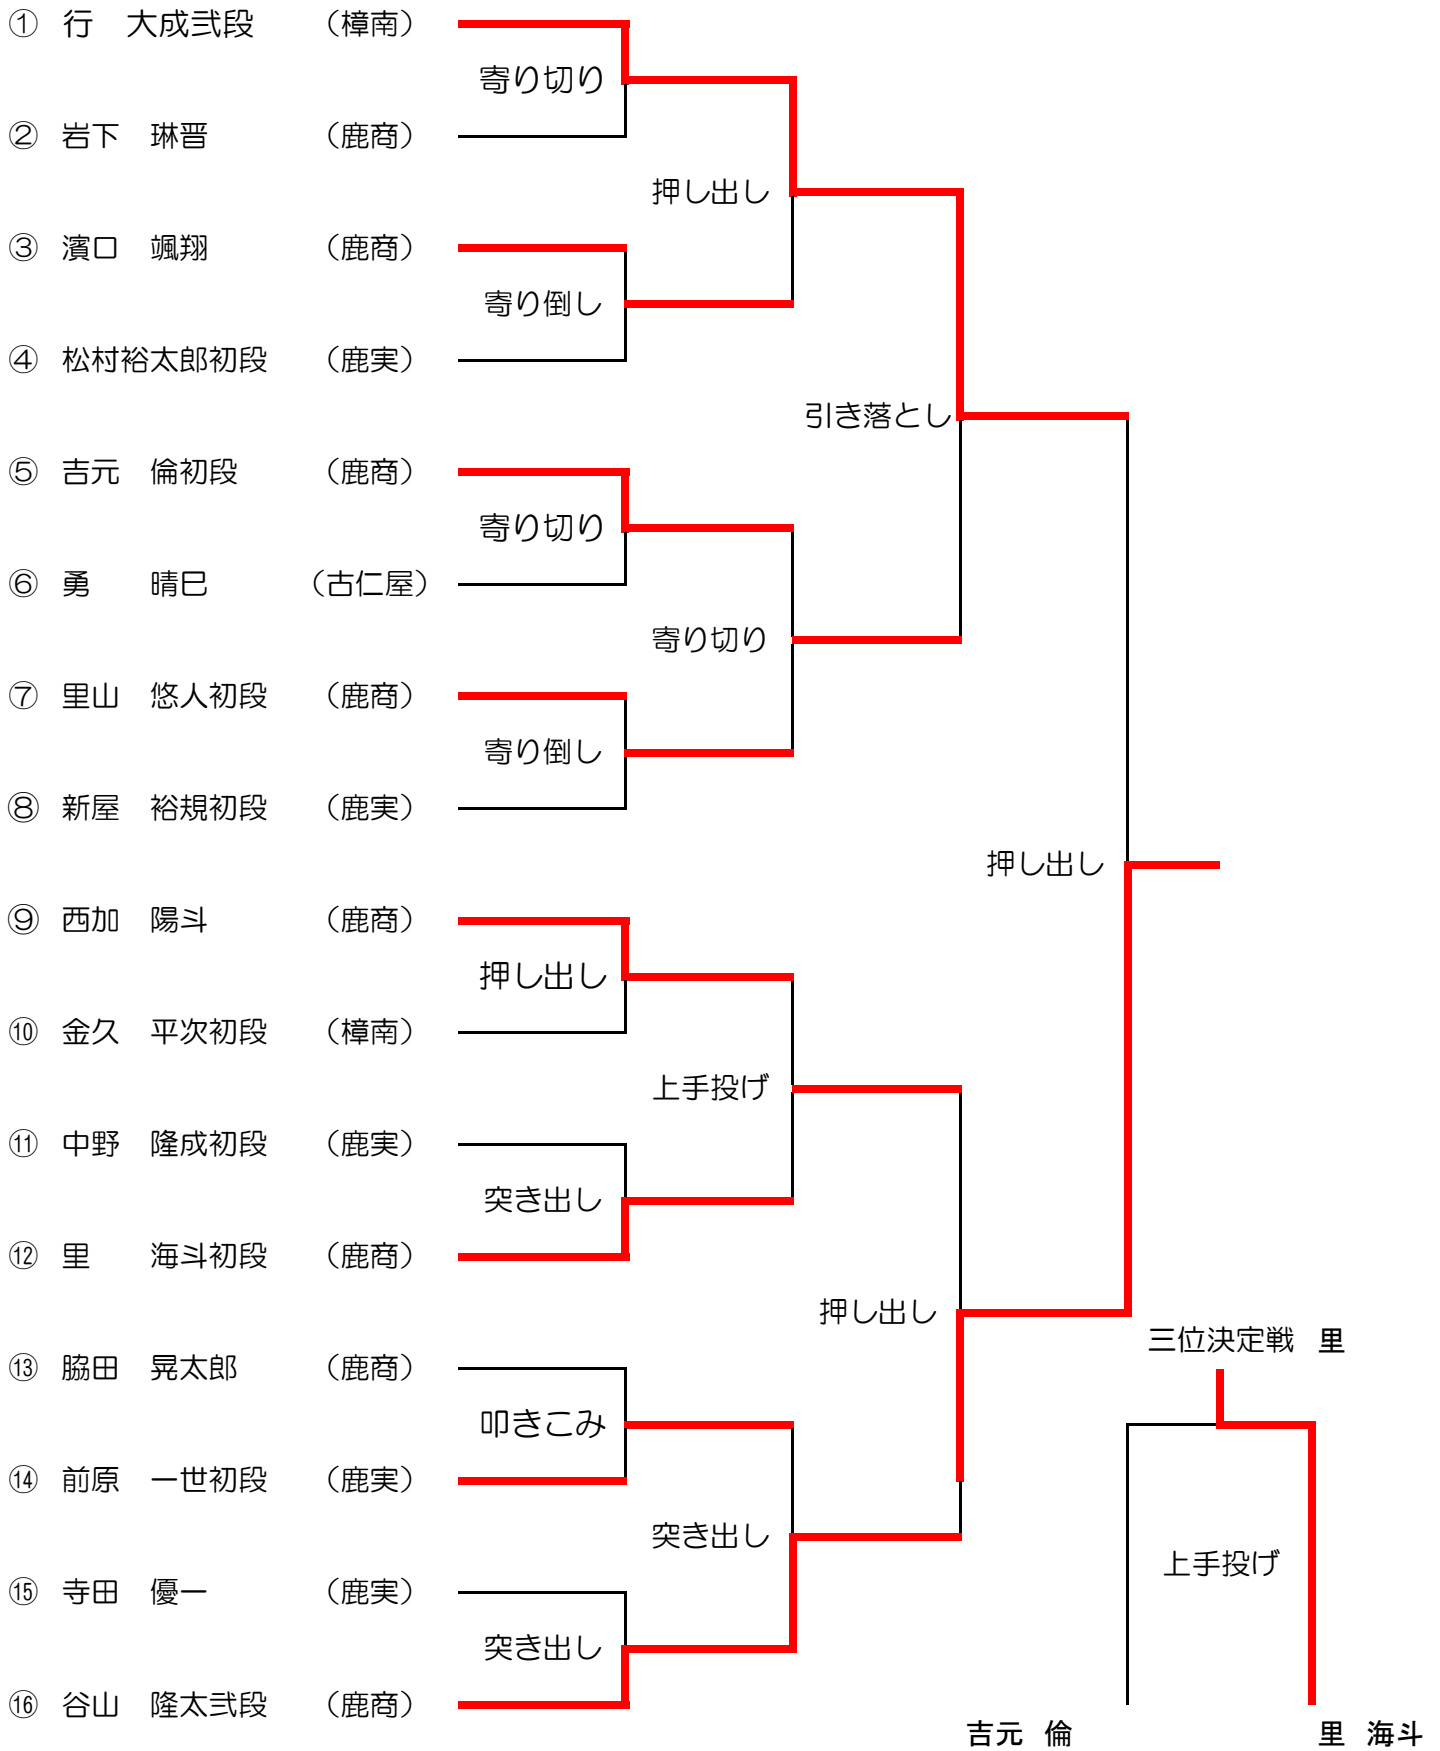 ① 行 大成弐段 （樟南）
寄り切り
② 岩下 琳晋 （鹿商）
押し出し
③ 濱口 颯翔 （鹿商）
寄り倒し
④ 松村裕太郎初段 （鹿実）
引き落とし
⑤ 吉元 倫初段 （鹿商）
寄り切り
⑥ 勇 晴巳 （古仁屋）
寄り切り
⑦ 里山 悠人初段 （鹿商）
寄り倒し
⑧ 新屋 裕規初段 （鹿実）
押し出し
⑨ 西加 陽斗 （鹿商）
押し出し
⑩ 金久 平次初段 （樟南）
上手投げ
⑪ 中野 隆成初段 （鹿実）
突き出し
⑫ 里 海斗初段 （鹿商）
押し出し
三位決定戦 里
⑬ 脇田 晃太郎 （鹿商）
叩きこみ
⑭ 前原 一世初段 （鹿実）
突き出し
上手投げ
⑮ 寺田 優一 （鹿実）
突き出し
⑯ 谷山 隆太弐段 （鹿商）
吉元 倫 里 海斗